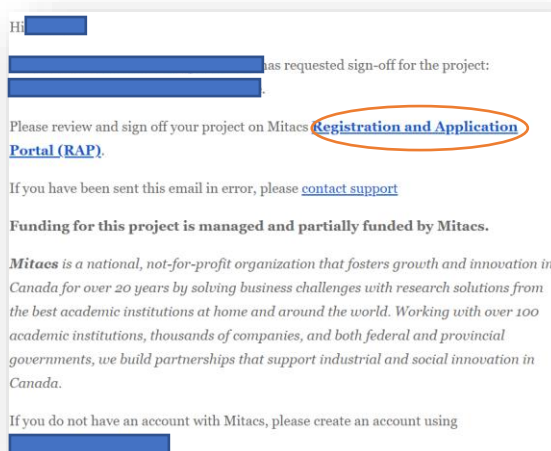 Hi
has requested sign-off for the project:
.
Please review and sign off your project on Mitacs Registration and Application
Portal (RAP).
If you have been sent this email in error, please contact support
Funding for this project is managed and partially funded by Mitacs.
Mitacs is a national, not-for-profit organization that fosters growth and innovation in
Canada for over 20 years by solving business challenges with research solutions from
the best academic institutions at home and around the world. Working with over 100
academic institutions, thousands of companies, and both federal and provincial
governments, we build partnerships that support industrial and social innovation in
Canada.
If you do not have an account with Mitacs, please create an account using